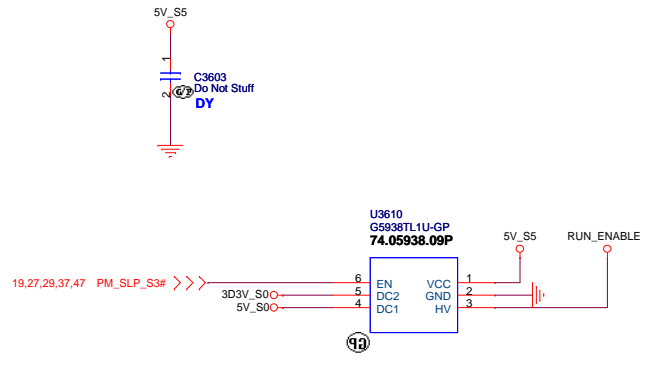 5V_S5
1
C3603
Do Not Stuff
2
DY
U3610
G5938TL1U-GP
74.05938.09P
5V_S5
RUN_ENABLE
19,27,29,37,47 PM_SLP_S3#
6 EN VCC 1
3D3V_S0 5 DC2 GND 2
5V_S0 4 DC1 HV 3